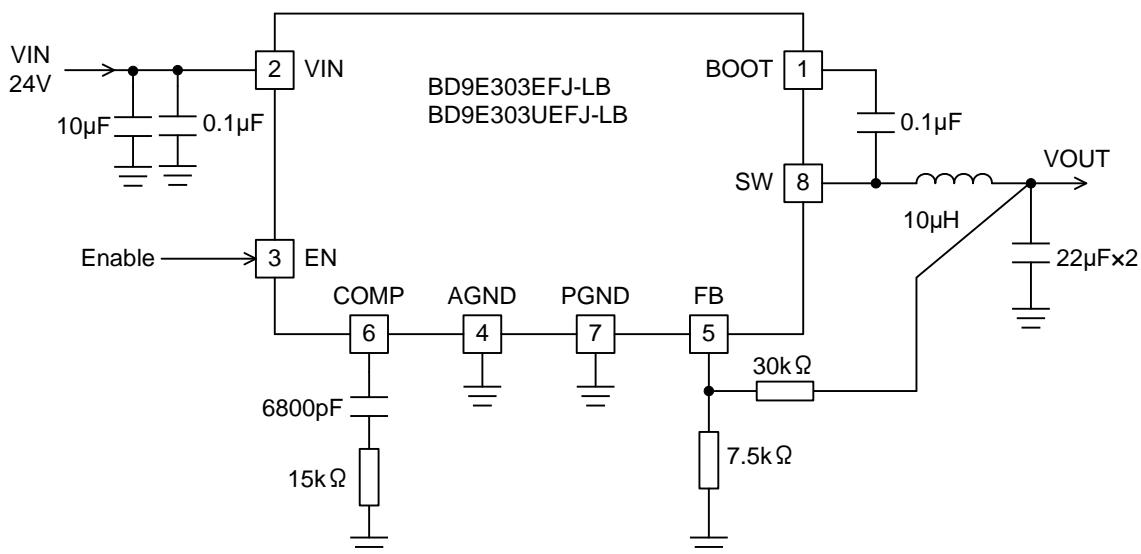 VIN
24V
10µF
0.1µF
2
VIN
BD9E303EFJ-LB
BD9E303UEFJ-LB
BOOT
1
0.1µF
SW
8
VOUT
10µH
22µF×2
Enable
3
EN
COMP
AGND
PGND
FB
6
4
7
5
30kΩ
6800pF
7.5kΩ
15kΩ